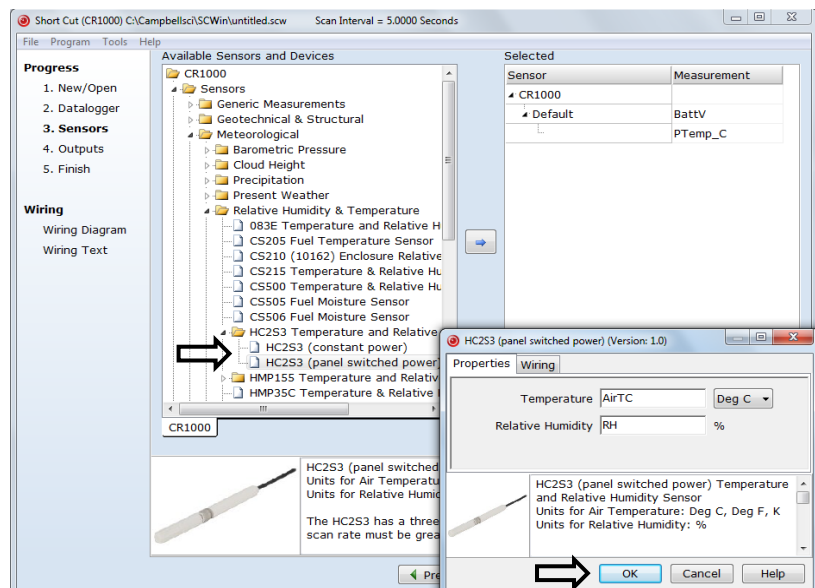 Short Cut (CR1000) C:\Campbellsci\SCWin\untitled.scw Scan Interval = 5.0000 Seconds
File Program Tools Help
Progress
1. New/Open
2. Datalogger
3. Sensors
4. Outputs
5. Finish
Wiring
Wiring Diagram
Wiring Text
Available Sensors and Devices
CR1000
Sensors
Generic Measurements
Geotechnical & Structural
Meteorological
Barometric Pressure
Cloud Height
Precipitation
Present Weather
Relative Humidity & Temperature
083E Temperature and Relative H
CS205 Fuel Temperature Sensor
CS210 (10162) Enclosure Relative
CS215 Temperature & Relative Hu
CS500 Temperature & Relative Hu
CS505 Fuel Moisture Sensor
CS506 Fuel Moisture Sensor
HC2S3 Temperature and Relative
HC2S3 (constant power)
HC2S3 (panel switched power)
HMP155 Temperature and Relativ
HMP35C Temperature & Relative
CR1000
Selected
Sensor Measurement
CR1000
Default BattV
PTemp_C
HC2S3 (panel switched
Units for Air Temperatu
Units for Relative Humid
The HC2S3 has a three
scan rate must be grea
Pre
HC2S3 (panel switched power) (Version: 1.0)
Properties Wiring
Temperature AirTC Deg C
Relative Humidity RH %
HC2S3 (panel switched power) Temperature
and Relative Humidity Sensor
Units for Air Temperature: Deg C, Deg F, K
Units for Relative Humidity: %
OK Cancel Help